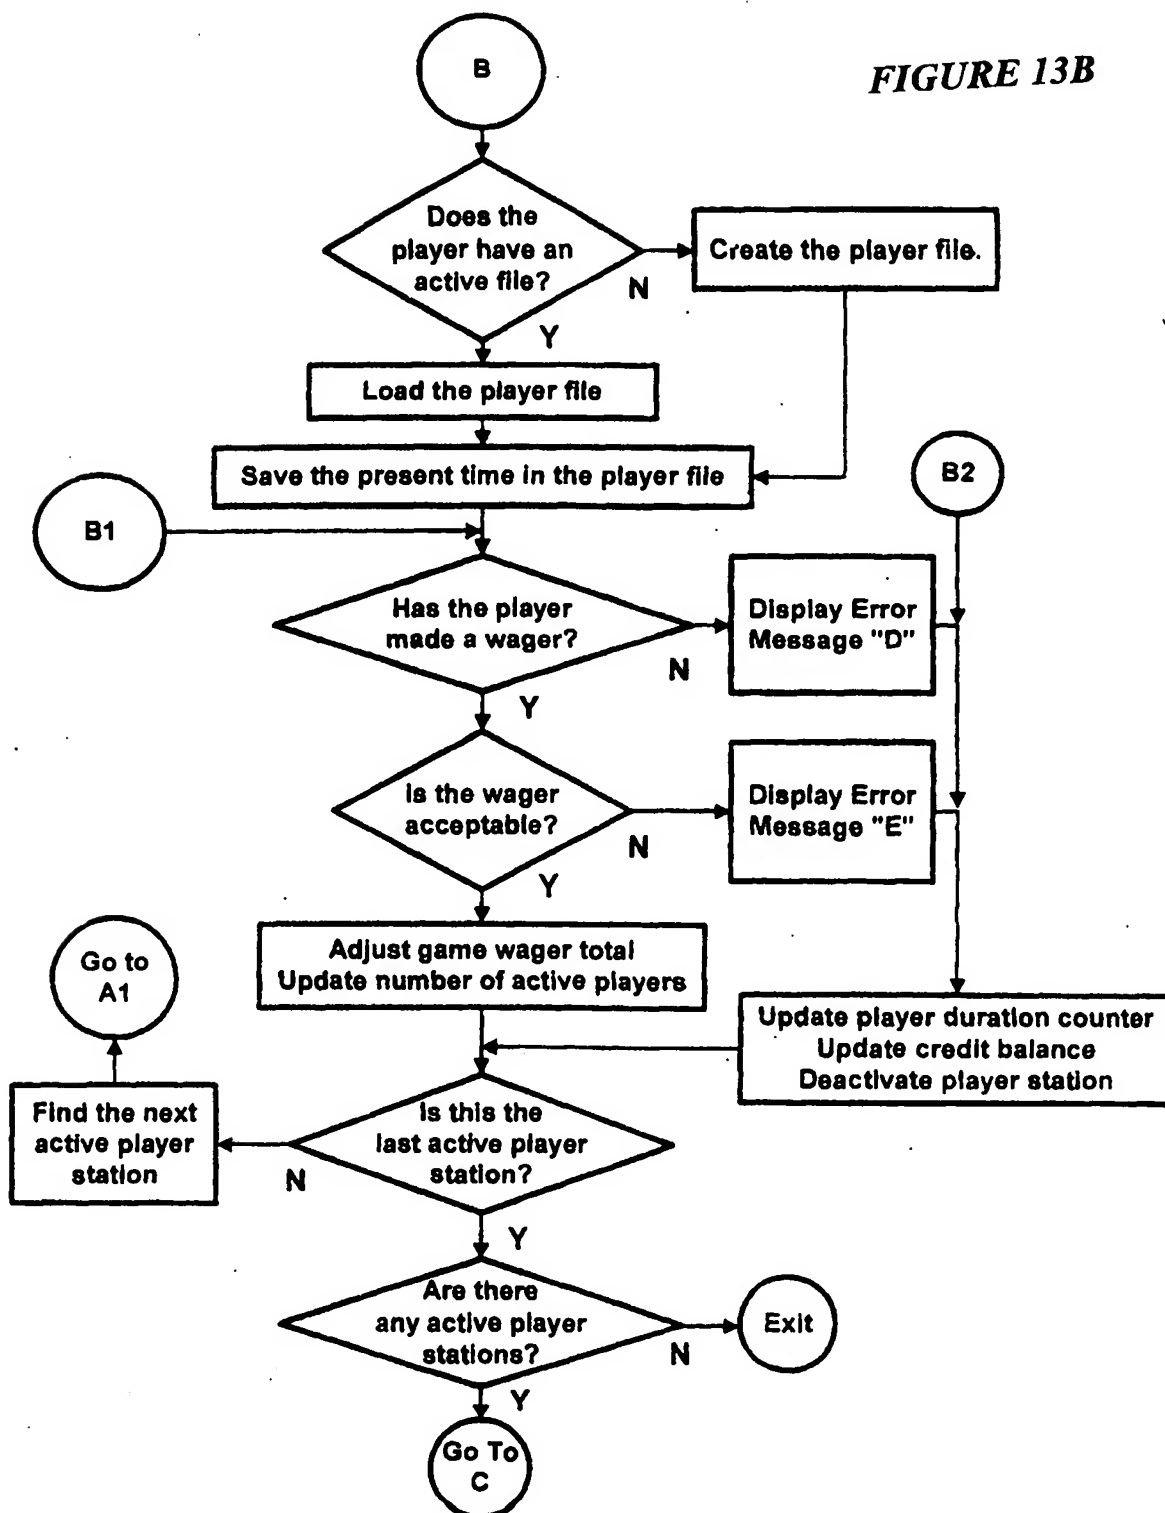 B
FIGURE 13B
Does the
player have an
active file?
N
Create the player file.
Y
Load the player file
Save the present time in the player file
B2
B1
Has the player
made a wager?
N
Display Error
Message "D"
Y
Is the wager
acceptable?
N
Display Error
Message "E"
Y
Adjust game wager total
Update number of active players
Go to
A1
Update player duration counter
Update credit balance
Deactivate player station
Find the next
active player
station
Is this the
last active player
station?
N
Y
Are there
any active player
stations?
N
Exit
Y
Go To
C